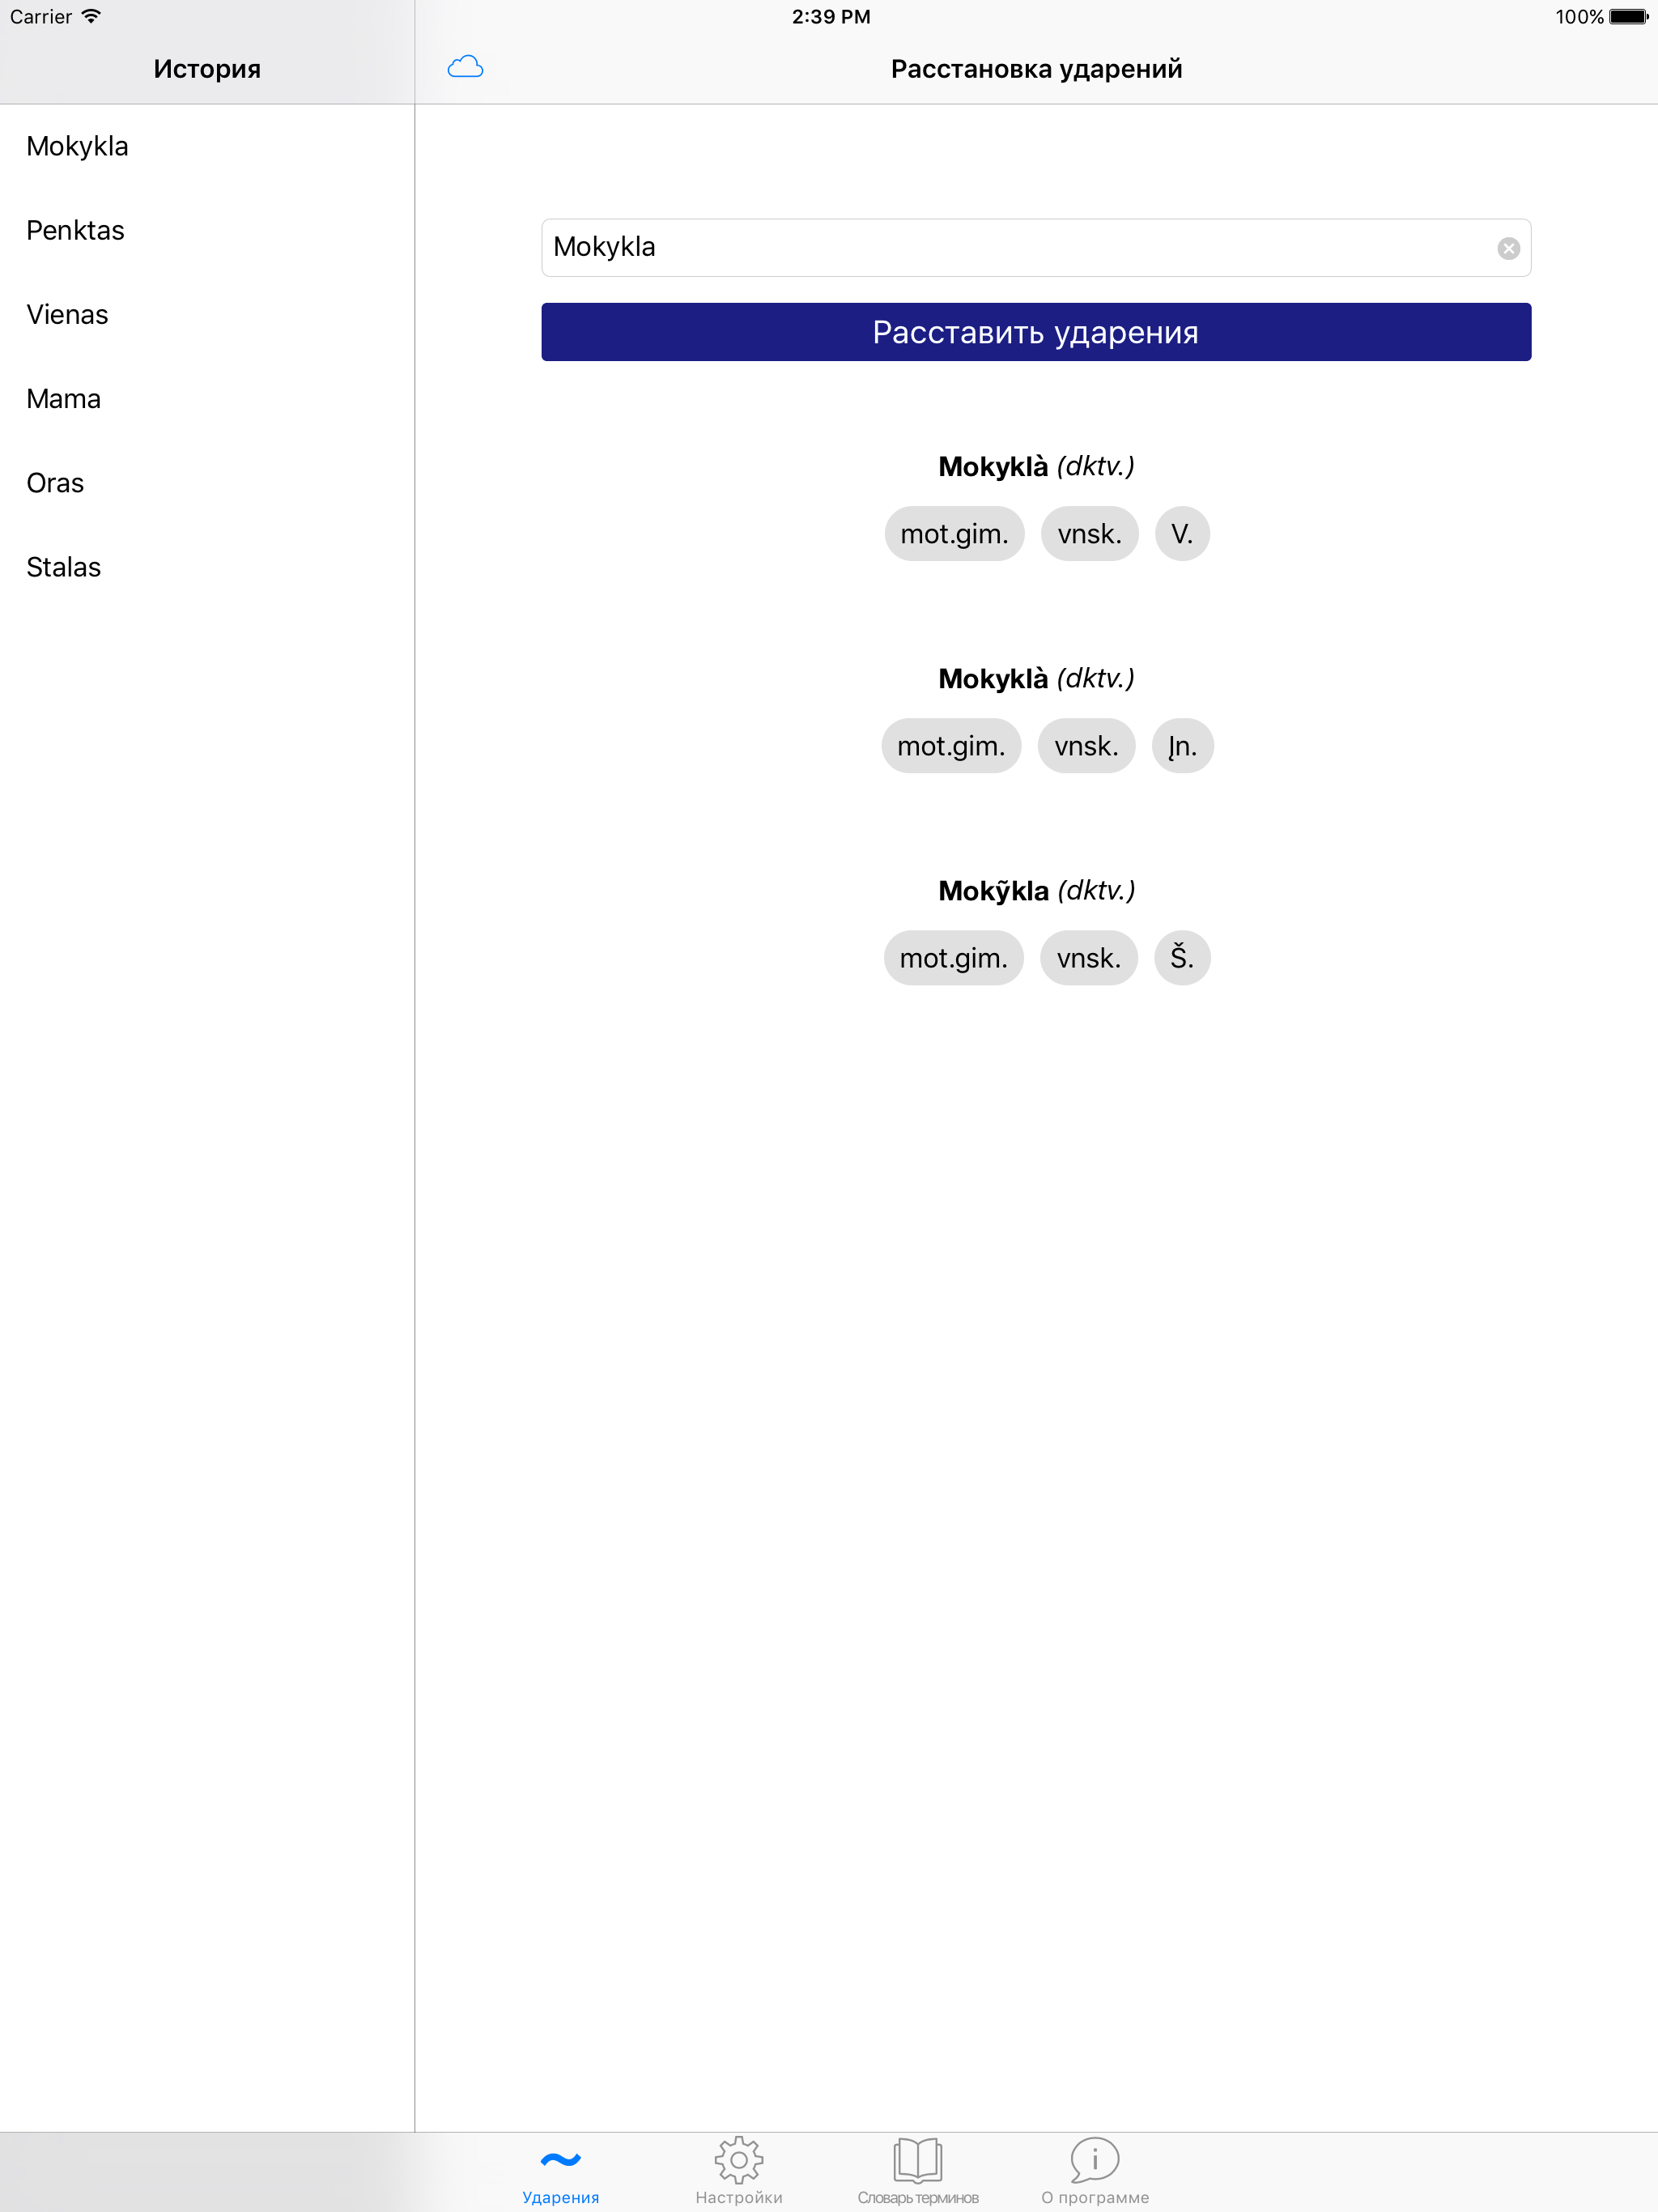 Carrier 2:39 PM 100%
История
Расстановка ударений
Mokykla
Penktas
Vienas
Mama
Oras
Stalas
Mokykla
Расставить ударения
Mokyklà (dktv.)
mot.gim. vnsk. V.
Mokyklà (dktv.)
mot.gim. vnsk. Įn.
Mokỹkla (dktv.)
mot.gim. vnsk. Š.
Ударения Настройки Словарь терминов О программе